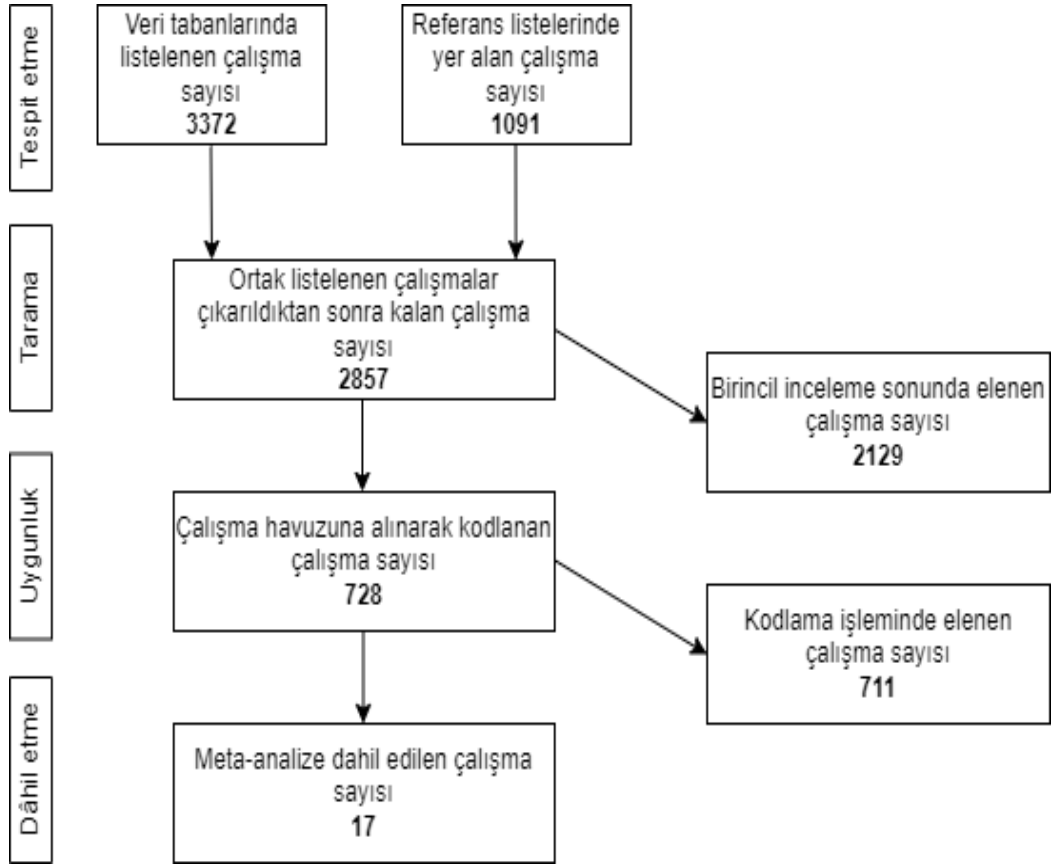 Tespit etme
Veri tabanlarında
listelenen çalışma
sayısı
3372
Referans listelerinde
yer alan çalışma
sayısı
1091
Tarama
Ortak listelenen çalışmalar
çıkarıldıktan sonra kalan çalışma
sayısı
2857
Birincil inceleme sonunda elenen
çalışma sayısı
2129
Uygunluk
Çalışma havuzuna alınarak kodlanan
çalışma sayısı
728
Kodlama işleminde elenen
çalışma sayısı
711
Dâhil etme
Meta-analize dahil edilen çalışma
sayısı
17